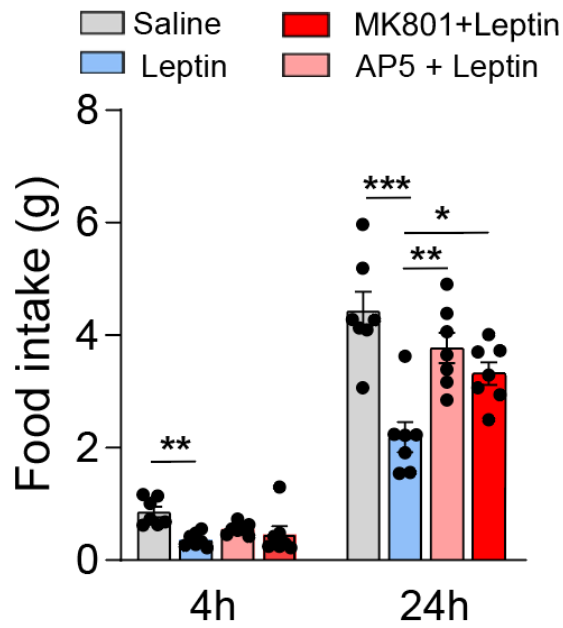 Saline
MK801+Leptin
Leptin
AP5 + Leptin
Food intake (g)
8
6
4
2
0
***
*
**
**
4h
24h